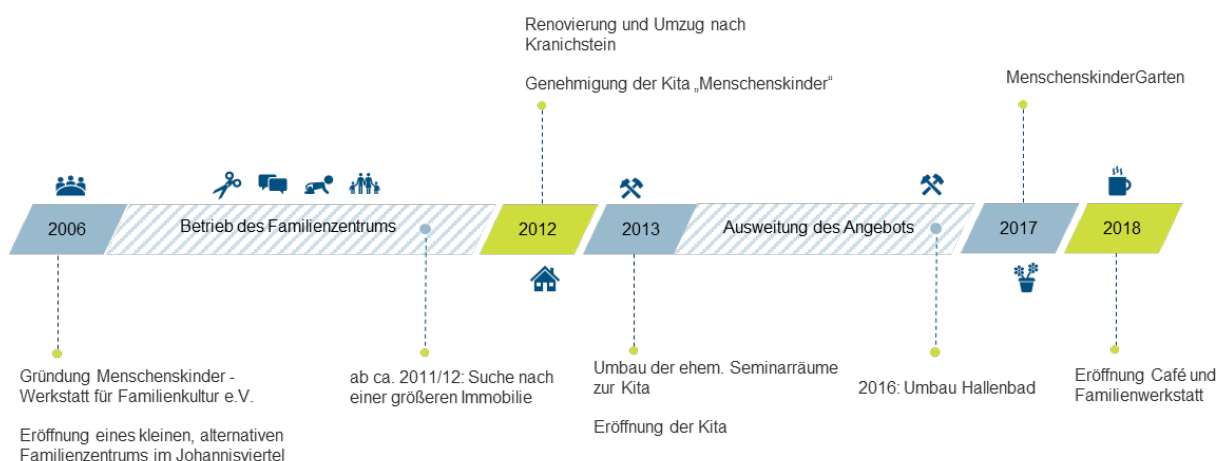 Renovierung und Umzug nach
Kranichstein
Genehmigung der Kita „Menschenskinder“
MenschenskinderGarten
2006
Betrieb des Familienzentrums
2012
2013
Ausweitung des Angebots
2017
2018
Gründung Menschenskinder -
Werkstatt für Familienkultur e.V.
Eröffnung eines kleinen, alternativen
Familienzentrums im Johannisviertel
ab ca. 2011/12: Suche nach
einer größeren Immobilie
Umbau der ehem. Seminarräume
zur Kita
Eröffnung der Kita
2016: Umbau Hallenbad
Eröffnung Café und
Familienwerkstatt